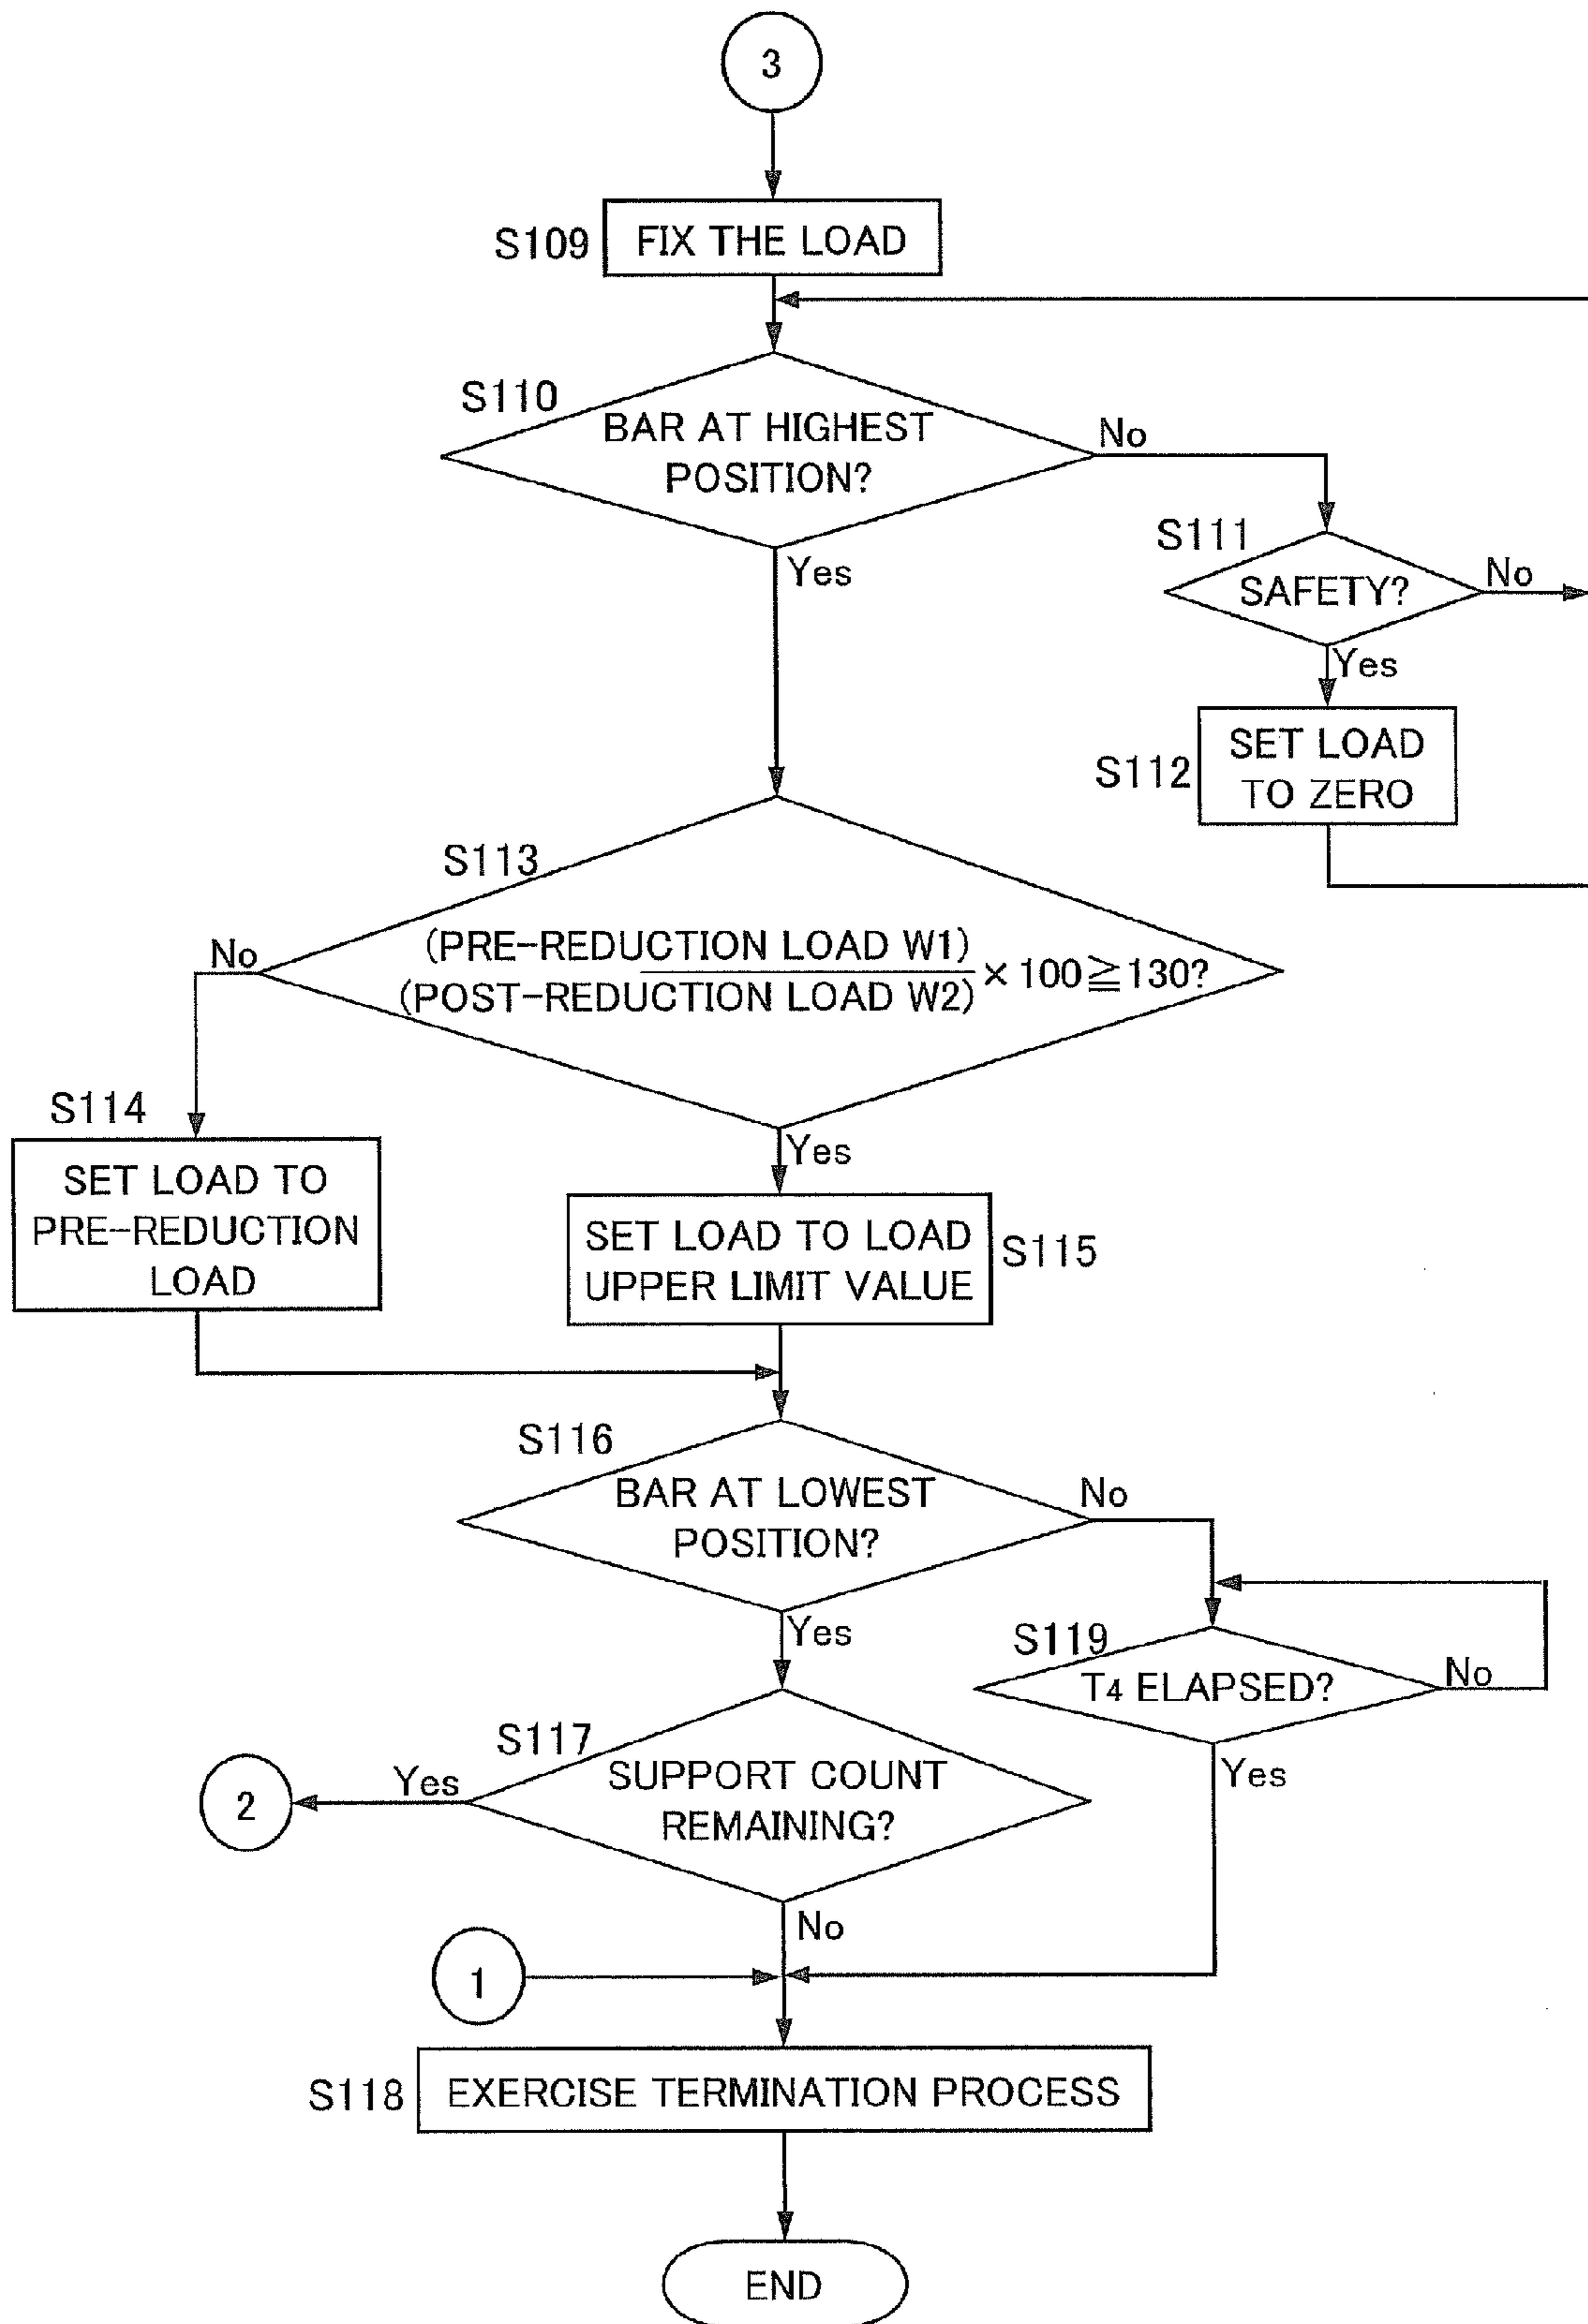 3
S109
FIX THE LOAD
S110
BAR AT HIGHEST
POSITION?
No
Yes
S111
SAFETY?
No
Yes
S112
SET LOAD
TO ZERO
S113
(PRE-REDUCTION LOAD W1)
(POST-REDUCTION LOAD W2)
× 100 ≧ 130?
No
Yes
S114
SET LOAD TO
PRE-REDUCTION
LOAD
SET LOAD TO LOAD
UPPER LIMIT VALUE
S115
S116
BAR AT LOWEST
POSITION?
No
Yes
S119
T4 ELAPSED?
No
Yes
S117
SUPPORT COUNT
REMAINING?
Yes
2
No
1
S118
EXERCISE TERMINATION PROCESS
END